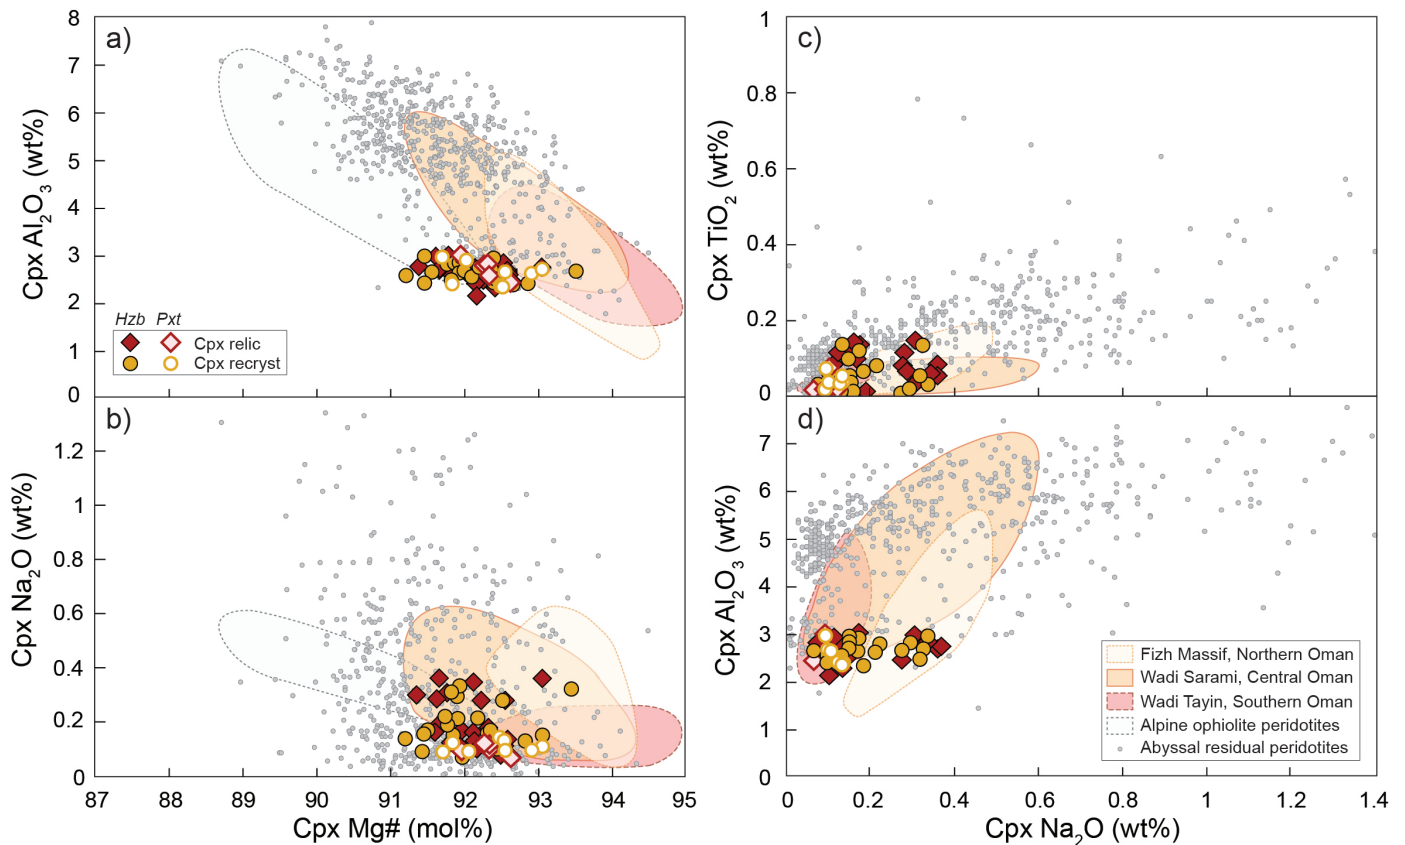 a)
8
7
6
5
4
3
2
1
0
Cpx Al2O3 (wt%)
Hzb Pxt
Cpx relic
Cpx recryst
b)
1.2
1
0.8
0.6
0.4
0.2
0
Cpx Na2O (wt%)
87 88 89 90 91 92 93 94 95
Cpx Mg# (mol%)
c)
1
0.8
0.6
0.4
0.2
0
Cpx TiO2 (wt%)
d)
7
6
5
4
3
2
1
0
Cpx Al2O3 (wt%)
Fizh Massif, Northern Oman
Wadi Sarami, Central Oman
Wadi Tayin, Southern Oman
Alpine ophiolite peridotites
Abyssal residual peridotites
0 0.2 0.4 0.6 0.8 1 1.2 1.4
Cpx Na2O (wt%)